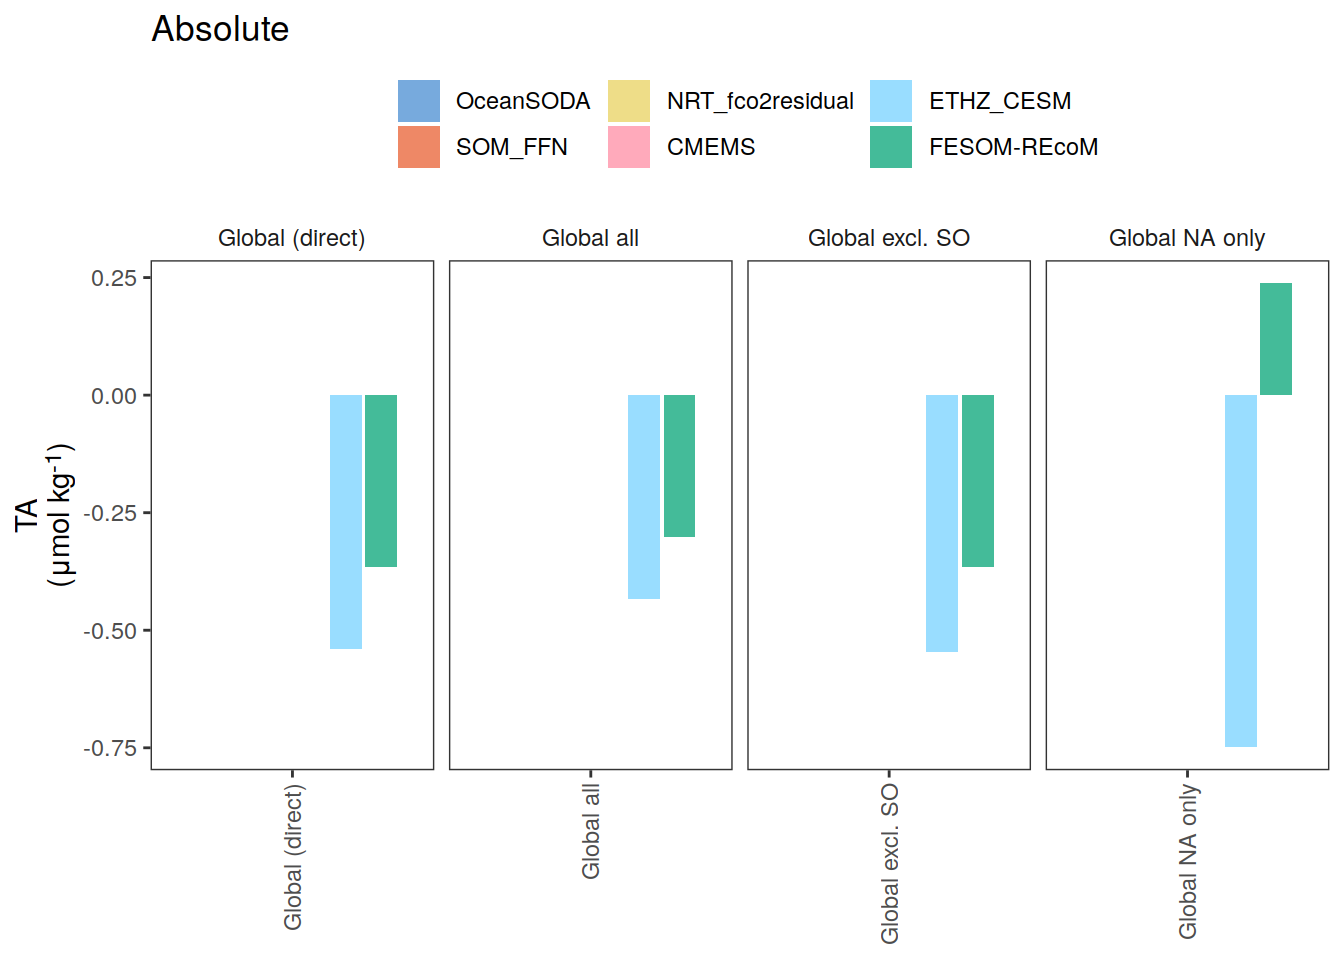 Absolute
OceanSODA
NRT_fco2residual
ETHZ_CESM
SOM_FFN
CMEMS
FESOM-REcoM
Global (direct)
Global all
Global excl. SO
Global NA only
0.25
0.00
-0.25
-0.50
-0.75
TA
(μmol kg⁻¹)
Global (direct)
Global all
Global excl. SO
Global NA only